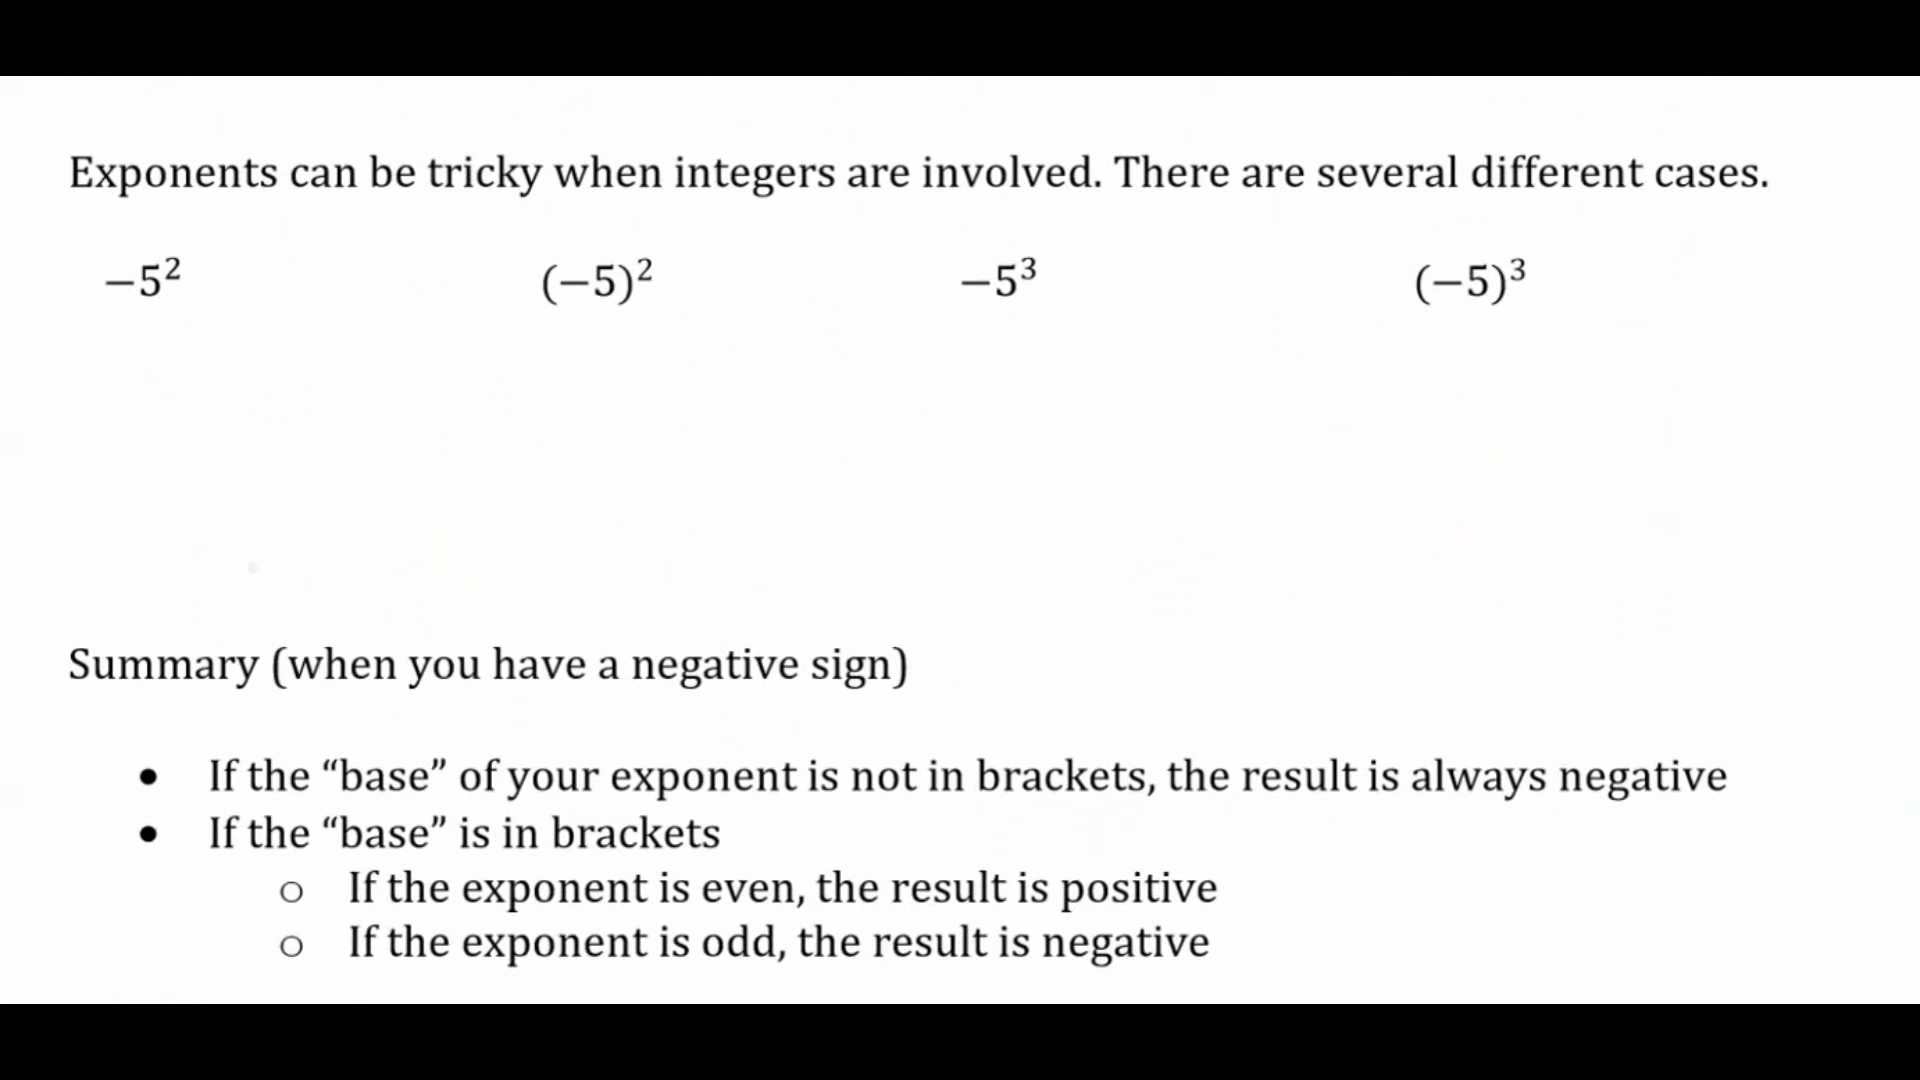 Exponents can be tricky when integers are involved. There are several different cases.
−5² (−5)² −5³ (−5)³
Summary (when you have a negative sign)
• If the “base” of your exponent is not in brackets, the result is always negative
• If the “base” is in brackets
o If the exponent is even, the result is positive
o If the exponent is odd, the result is negative